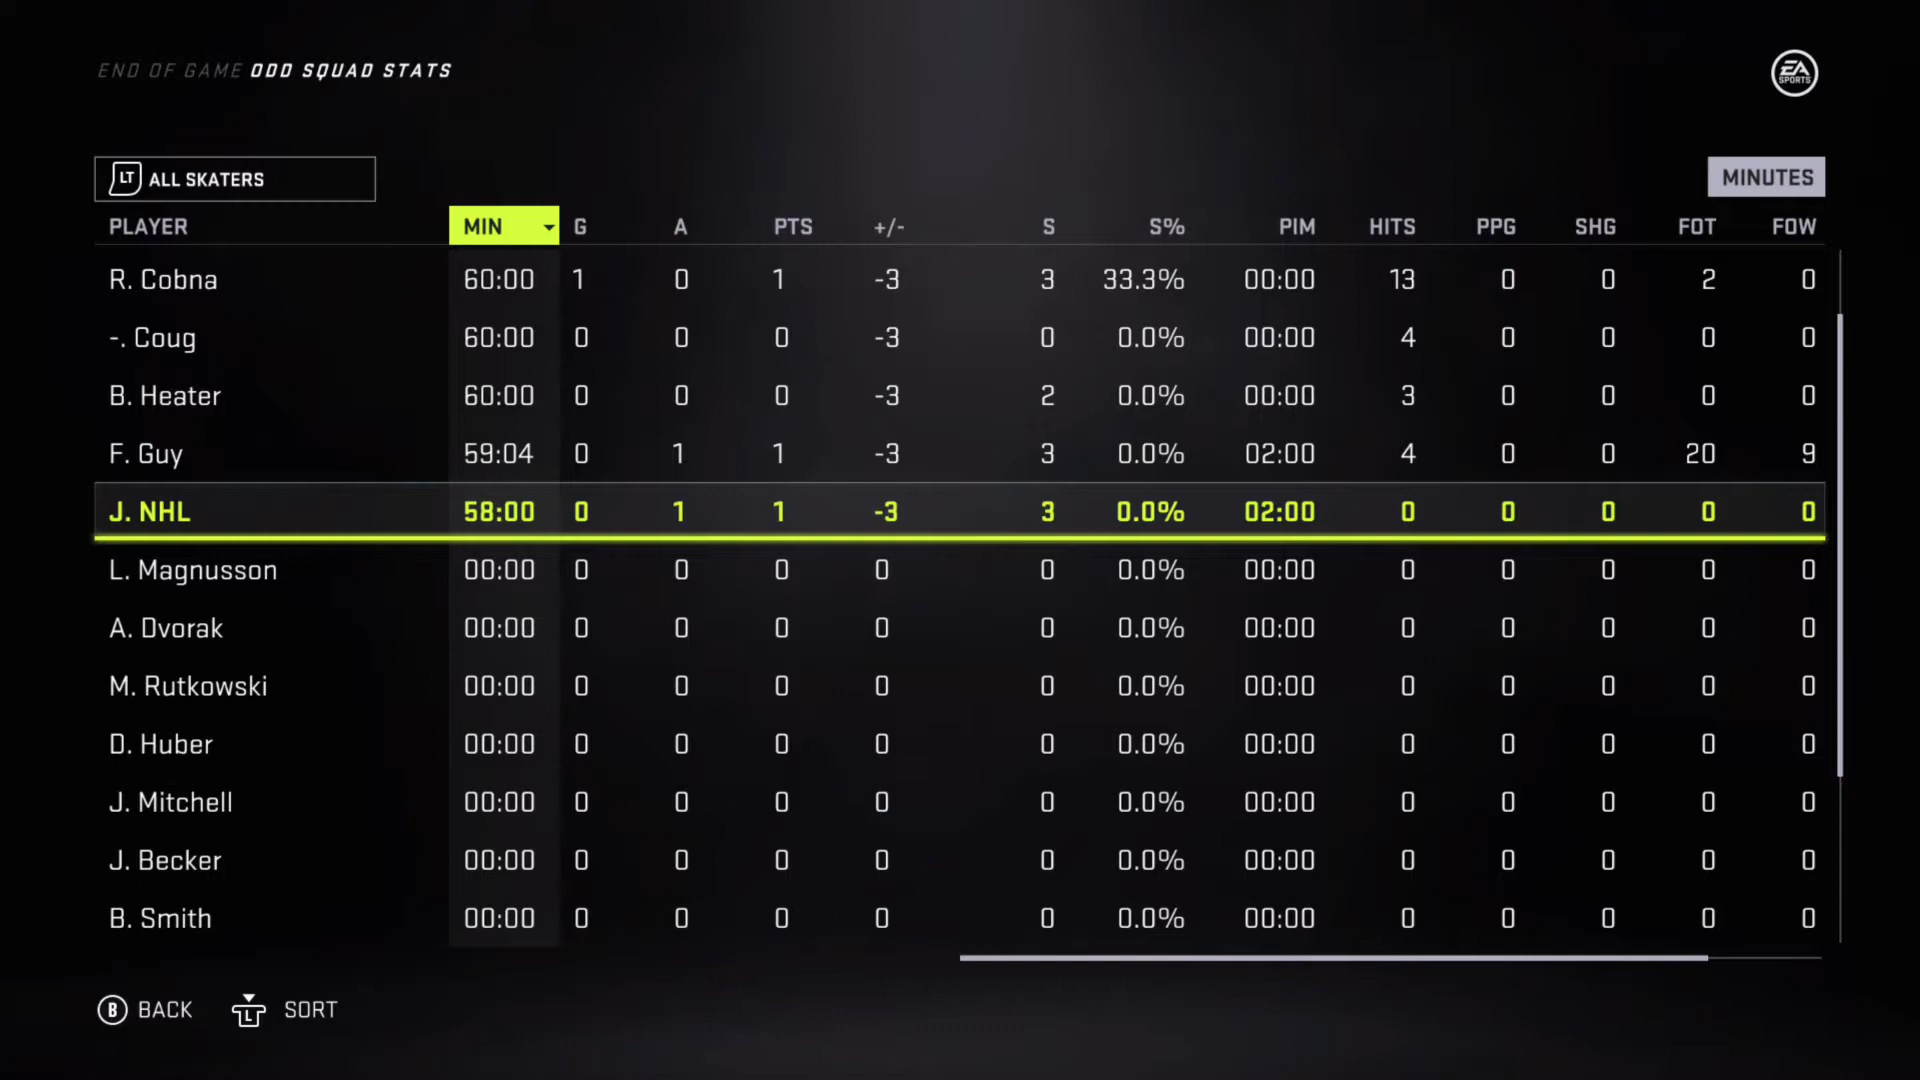 END OF GAME ODD SQUAD STATS
EA SPORTS
LT ALL SKATERS
MINUTES
PLAYER MIN G A PTS +/- S S% PIM HITS PPG SHG FOT FOW
R. Cobna 60:00 1 0 1 -3 3 33.3% 00:00 13 0 0 2 0
-. Coug 60:00 0 0 0 -3 0 0.0% 00:00 4 0 0 0 0
B. Heater 60:00 0 0 0 -3 2 0.0% 00:00 3 0 0 0 0
F. Guy 59:04 0 1 1 -3 3 0.0% 02:00 4 0 0 20 9
J. NHL 58:00 0 1 1 -3 3 0.0% 02:00 0 0 0 0 0
L. Magnusson 00:00 0 0 0 0 0 0.0% 00:00 0 0 0 0 0
A. Dvorak 00:00 0 0 0 0 0 0.0% 00:00 0 0 0 0 0
M. Rutkowski 00:00 0 0 0 0 0 0.0% 00:00 0 0 0 0 0
D. Huber 00:00 0 0 0 0 0 0.0% 00:00 0 0 0 0 0
J. Mitchell 00:00 0 0 0 0 0 0.0% 00:00 0 0 0 0 0
J. Becker 00:00 0 0 0 0 0 0.0% 00:00 0 0 0 0 0
B. Smith 00:00 0 0 0 0 0 0.0% 00:00 0 0 0 0 0
B BACK L SORT